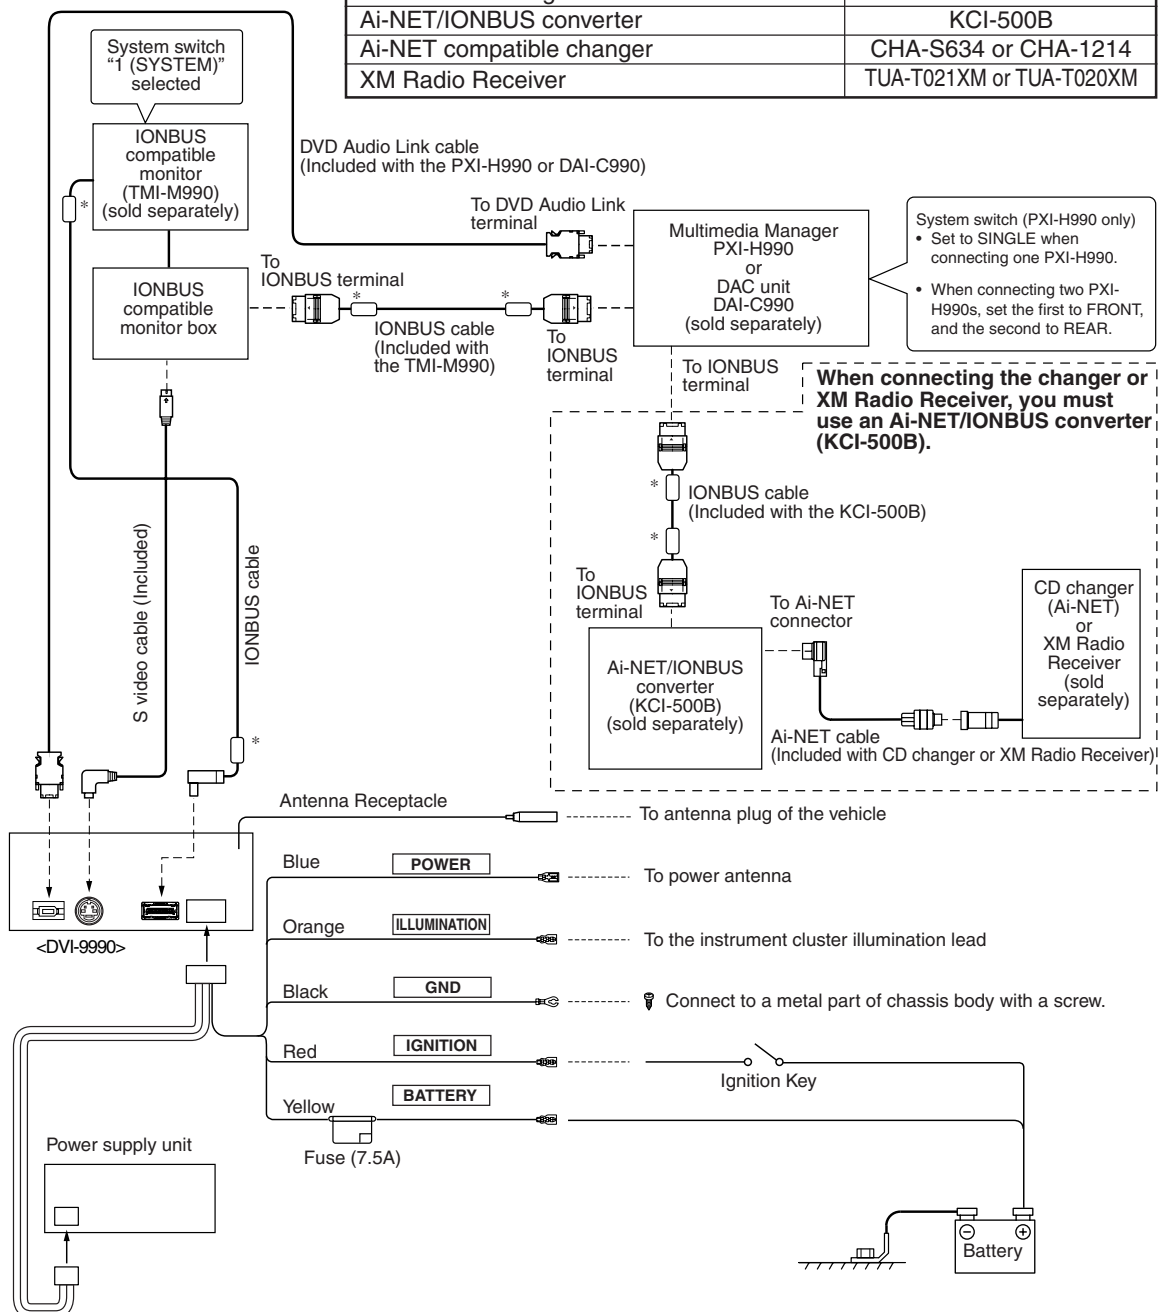 Ai-NET/IONBUS converter KCI-500B
Ai-NET compatible changer CHA-S634 or CHA-1214
XM Radio Receiver TUA-T021XM or TUA-T020XM
System switch
“1 (SYSTEM)”
selected
IONBUS
compatible
monitor
(TMI-M990)
(sold separately)
*
DVD Audio Link cable
(Included with the PXI-H990 or DAI-C990)
To DVD Audio Link
terminal
Multimedia Manager
PXI-H990
or
DAC unit
DAI-C990
(sold separately)
System switch (PXI-H990 only)
• Set to SINGLE when
connecting one PXI-H990.
• When connecting two PXI-
H990s, set the first to FRONT,
and the second to REAR.
IONBUS
compatible
monitor box
To
IONBUS terminal
*
*
IONBUS cable
(Included with
the TMI-M990)
To
IONBUS
terminal
To IONBUS
terminal
When connecting the changer or
XM Radio Receiver, you must
use an Ai-NET/IONBUS converter
(KCI-500B).
*
IONBUS cable
(Included with the KCI-500B)
*
To
IONBUS
terminal
Ai-NET/IONBUS
converter
(KCI-500B)
(sold separately)
To Ai-NET
connector
CD changer
(Ai-NET)
or
XM Radio
Receiver
(sold
separately)
Ai-NET cable
(Included with CD changer or XM Radio Receiver)
S video cable (Included)
IONBUS cable
*
Antenna Receptacle
To antenna plug of the vehicle
<DVI-9990>
Blue POWER To power antenna
Orange ILLUMINATION To the instrument cluster illumination lead
Black GND Connect to a metal part of chassis body with a screw.
Red IGNITION
Ignition Key
Yellow BATTERY
Fuse (7.5A)
Power supply unit
⊖ ⊕
Battery